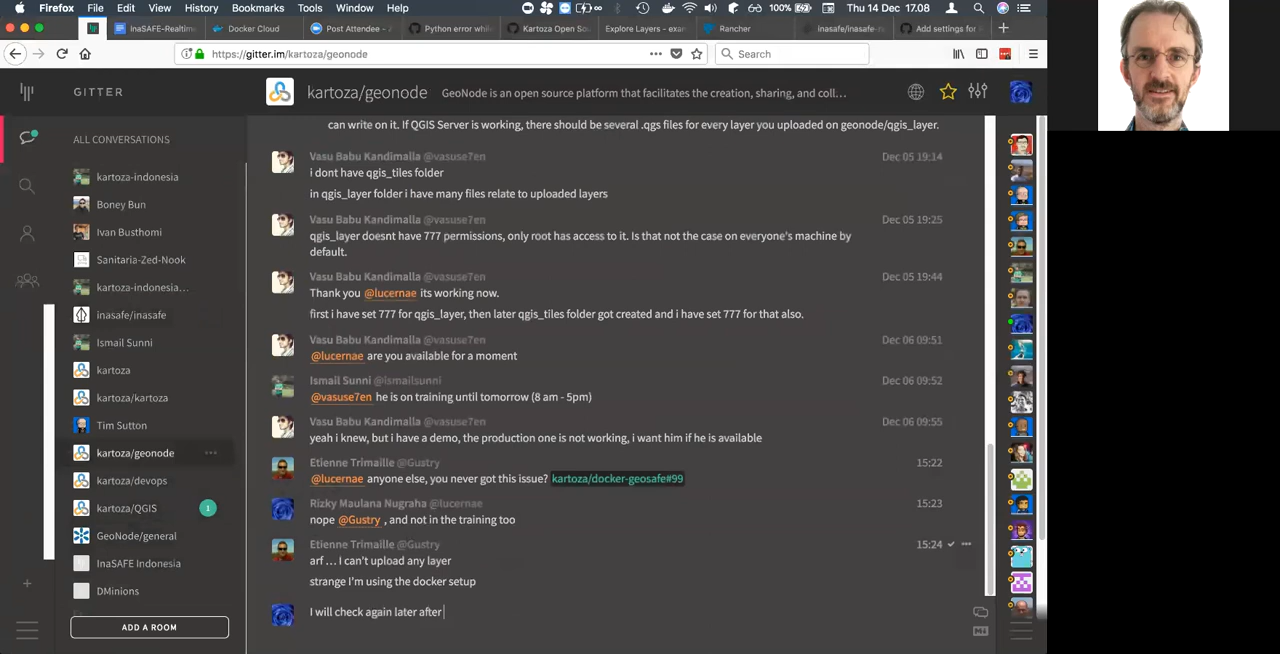 Firefox File Edit View History Bookmarks Tools Window Help 100% Thu 14 Dec 17.08
InaSAFE-Realtim Docker Cloud Post Attendee - Z Python error whil Kartoza Open So Explore Layers - exam Rancher inasafe/inasafe- Add settings for
https://gitter.im/kartoza/geonode Search
GITTER
kartoza/geonode GeoNode is an open source platform that facilitates the creation, sharing, and coll…
ALL CONVERSATIONS
kartoza-indonesia
Boney Bun
Ivan Busthomi
Sanitaria-Zed-Nook
kartoza-indonesia…
inasafe/inasafe
Ismail Sunni
kartoza
kartoza/kartoza
Tim Sutton
kartoza/geonode
kartoza/devops
kartoza/QGIS 1
GeoNode/general
InaSAFE Indonesia
DMinions
ADD A ROOM
can write on it. If QGIS Server is working, there should be several .qgs files for every layer you uploaded on geonode/qgis_layer.
Vasu Babu Kandimalla @vasuse7en Dec 05 19:14
i dont have qgis_tiles folder
in qgis_layer folder i have many files relate to uploaded layers
Vasu Babu Kandimalla @vasuse7en Dec 05 19:25
qgis_layer doesnt have 777 permissions, only root has access to it. Is that not the case on everyone's machine by
default.
Vasu Babu Kandimalla @vasuse7en Dec 05 19:44
Thank you @lucernae its working now.
first i have set 777 for qgis_layer, then later qgis_tiles folder got created and i have set 777 for that also.
Vasu Babu Kandimalla @vasuse7en Dec 06 09:51
@lucernae are you available for a moment
Ismail Sunni @ismailsunni Dec 06 09:52
@vasuse7en he is on training until tomorrow (8 am - 5pm)
Vasu Babu Kandimalla @vasuse7en Dec 06 09:55
yeah i knew, but i have a demo, the production one is not working, i want him if he is available
Etienne Trimaille @Gustry 15:22
@lucernae anyone else, you never got this issue? kartoza/docker-geosafe#99
Rizky Maulana Nugraha @lucernae 15:23
nope @Gustry , and not in the training too
Etienne Trimaille @Gustry 15:24
arf … I can't upload any layer
strange I'm using the docker setup
I will check again later after